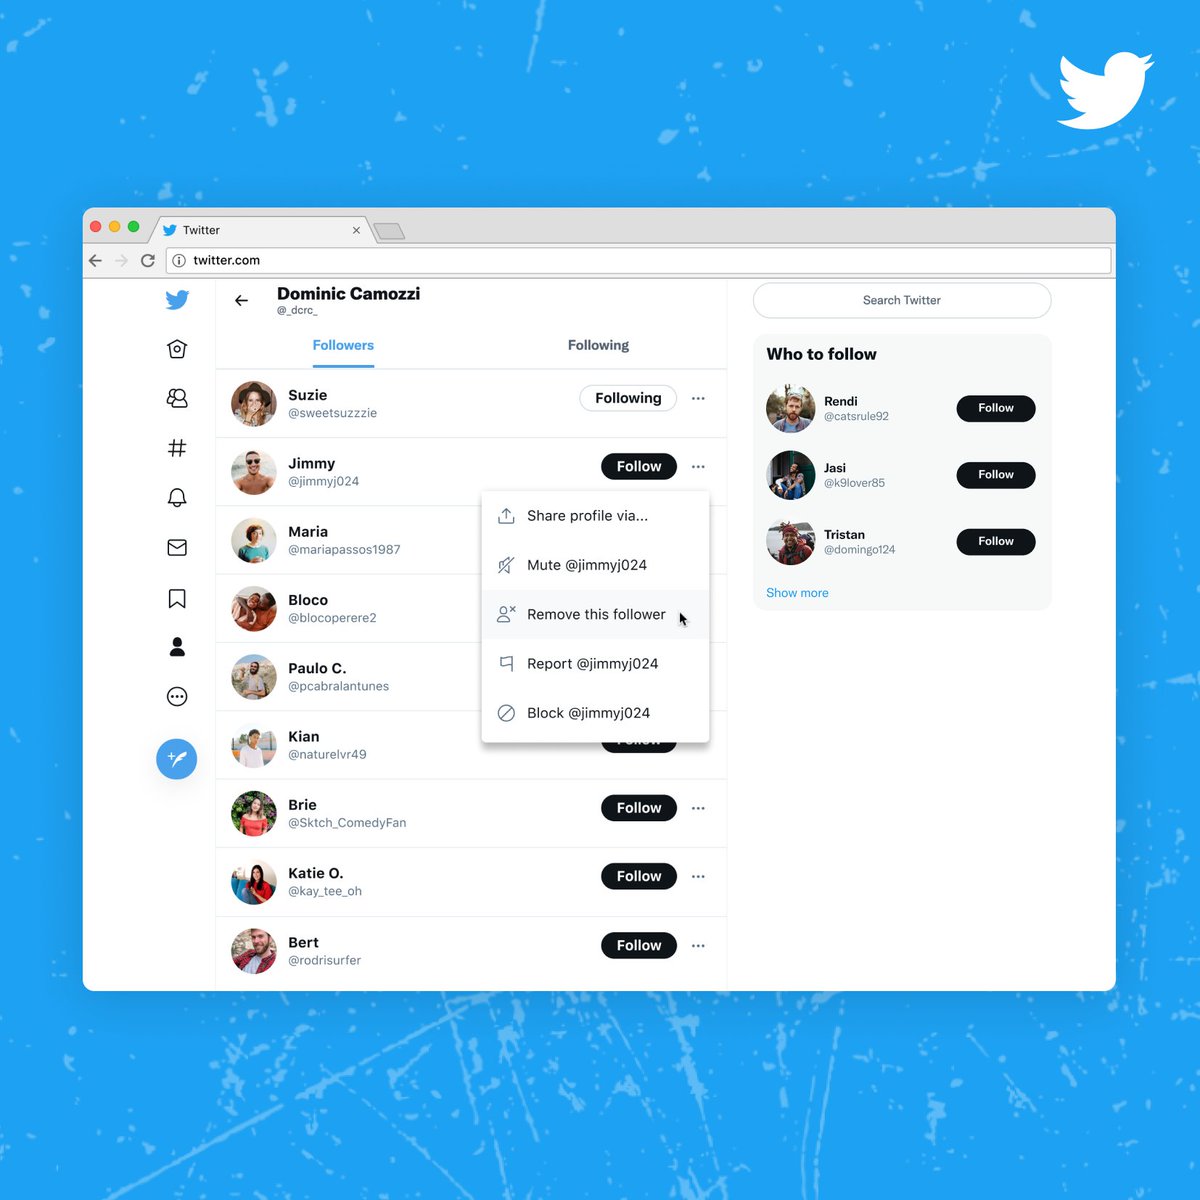 Twitter
twitter.com
Dominic Camozzi
@_dcrc_
Followers
Following
Suzie
@sweetsuzzzie
Following
Jimmy
@jimmyj024
Follow
Share profile via...
Mute @jimmyj024
Remove this follower
Report @jimmyj024
Block @jimmyj024
Maria
@mariapassos1987
Bloco
@blocoperere2
Paulo C.
@pcabralantunes
Kian
@naturelvr49
Follow
Brie
@Sktch_ComedyFan
Follow
Katie O.
@kay_tee_oh
Follow
Bert
@rodrisurfer
Follow
Search Twitter
Who to follow
Rendi
@catsrule92
Follow
Jasi
@k9lover85
Follow
Tristan
@domingo124
Follow
Show more